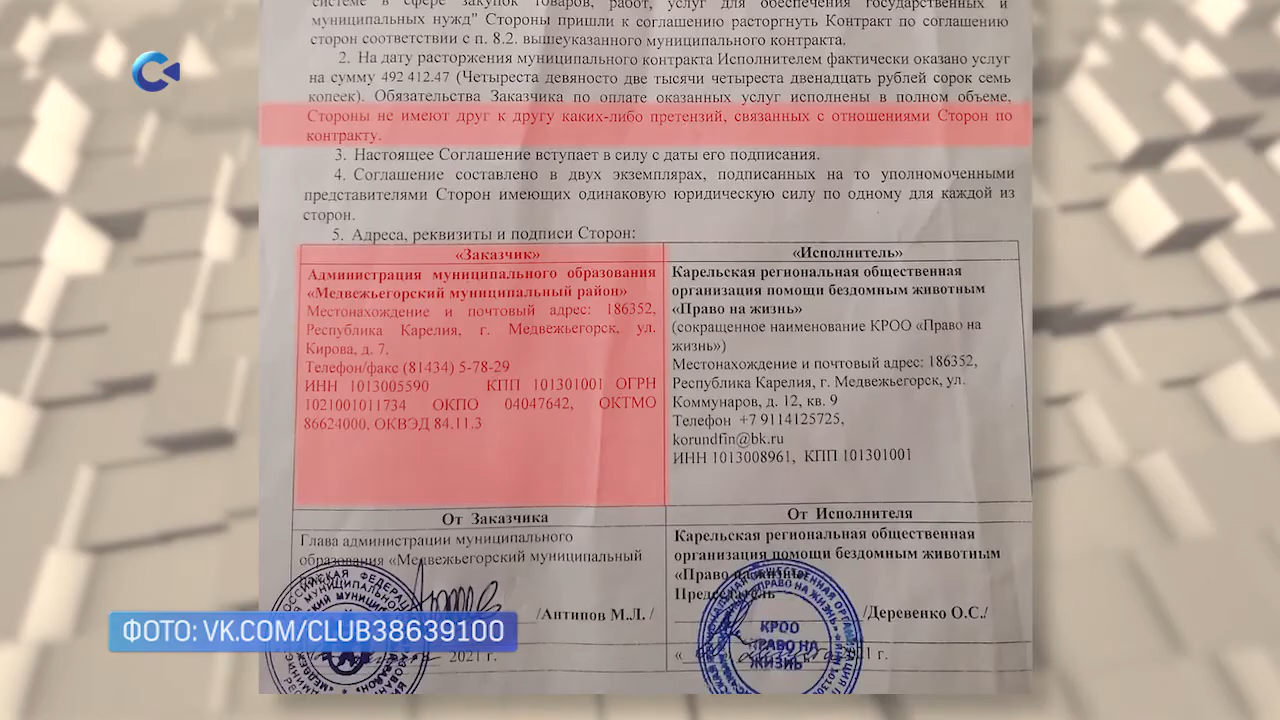 системе в сфере закупок товаров, работ, услуг для обеспечения государственных и
муниципальных нужд" Стороны пришли к соглашению расторгнуть Контракт по соглашению
сторон соответствии с п. 8.2. вышеуказанного муниципального контракта.
2. На дату расторжения муниципального контракта Исполнителем фактически оказано услуг
на сумму 492 412.47 (Четыреста девяносто две тысячи четыреста двенадцать рублей сорок семь
копеек). Обязательства Заказчика по оплате оказанных услуг исполнены в полном объеме,
Стороны не имеют друг к другу каких-либо претензий, связанных с отношениями Сторон по
контракту.
3. Настоящее Соглашение вступает в силу с даты его подписания.
4. Соглашение составлено в двух экземплярах, подписанных на то уполномоченными
представителями Сторон имеющих одинаковую юридическую силу по одному для каждой из
сторон.
5. Адреса, реквизиты и подписи Сторон:
«Заказчик»
Администрация муниципального образования
«Медвежьегорский муниципальный район»
Местонахождение и почтовый адрес: 186352,
Республика Карелия, г. Медвежьегорск, ул.
Кирова, д. 7,
Телефон/факс (81434) 5-78-29
ИНН 1013005590 КПП 101301001 ОГРН
1021001011734 ОКПО 04047642, ОКТМО
86624000. ОКВЭД 84.11.3
«Исполнитель»
Карельская региональная общественная
организация помощи бездомным животным
«Право на жизнь»
(сокращенное наименование КРОО «Право на
жизнь»)
Местонахождение и почтовый адрес: 186352,
Республика Карелия, г. Медвежьегорск, ул.
Коммунаров, д. 12, кв. 9
Телефон +7 9114125725,
korundfin@bk.ru
ИНН 1013008961, КПП 101301001
От Заказчика
Глава администрации муниципального
образования «Медвежьегорский муниципальный
/Антипов М.Л. /
2021 г.
От Исполнителя
Карельская региональная общественная
организация помощи бездомным животным
«Право на жизнь»
Председатель
/Деревенко О.С./
КРОО
ПРАВО НА
ЖИЗНЬ
ФОТО: VK.COM/CLUB38639100